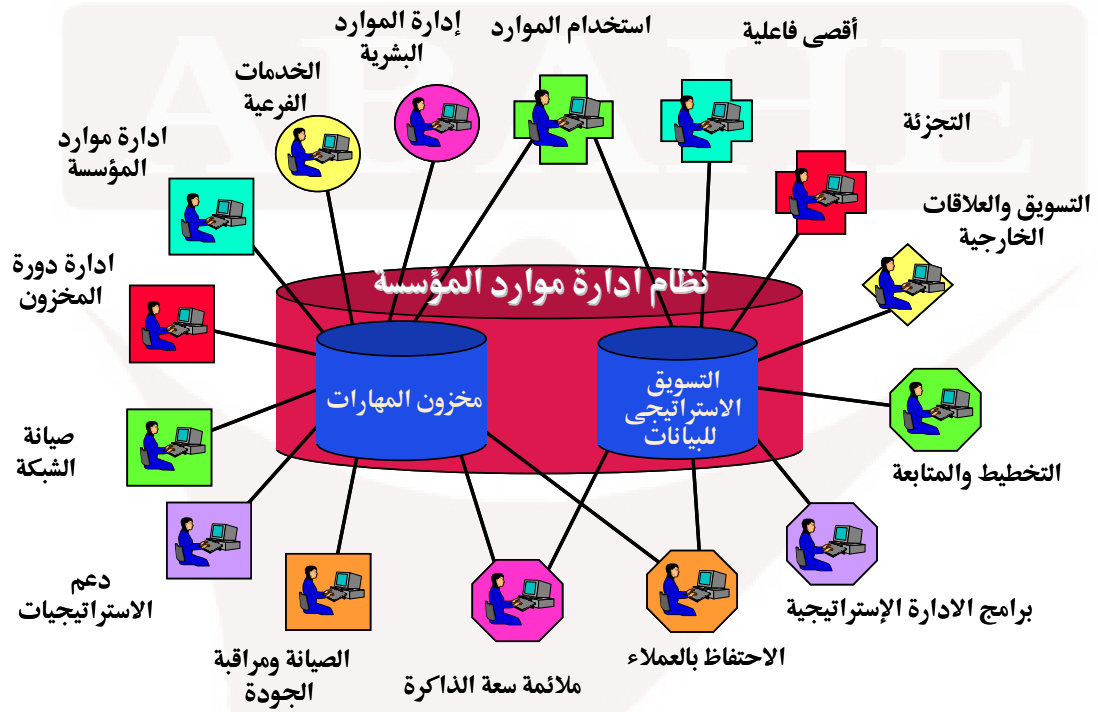 أقصى فاعلية
استخدام الموارد
إدارة الموارد
البشرية
الخدمات
الفرعية
التجزئة
ادارة موارد
المؤسسة
التسويق والعلاقات
الخارجية
ادارة دورة
المخزون
نظام ادارة موارد المؤسسة
التسويق
الاستراتيجى
للبيانات
مخزون المهارات
صيانة
الشبكة
التخطيط والمتابعة
دعم
الاستراتيجيات
برامج الادارة الإستراتيجية
الاحتفاظ بالعملاء
ملائمة سعة الذاكرة
الصيانة ومراقبة
الجودة
ABAHE